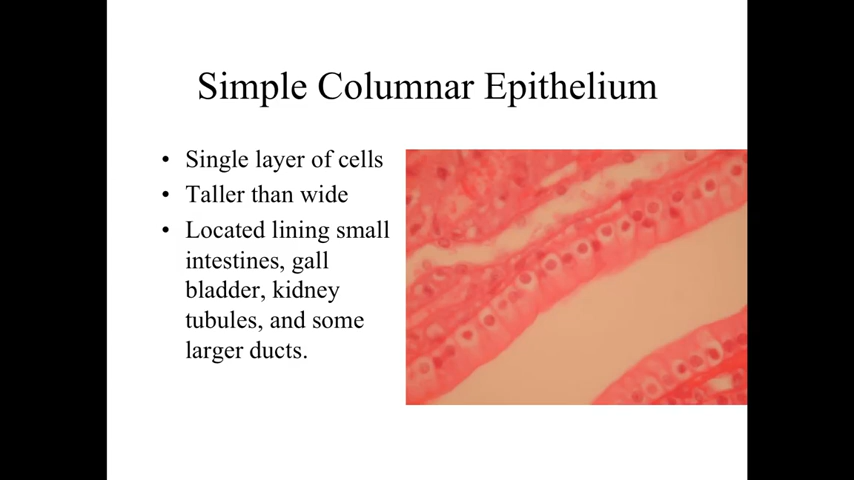 Simple Columnar Epithelium
• Single layer of cells
• Taller than wide
• Located lining small
intestines, gall
bladder, kidney
tubules, and some
larger ducts.